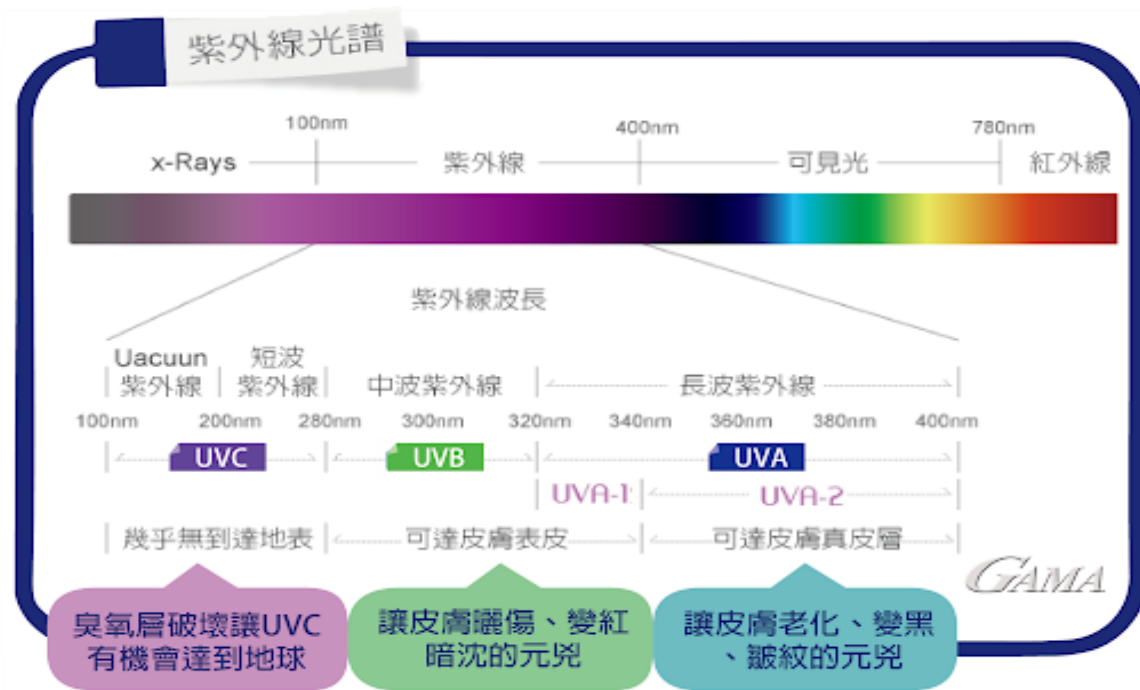 紫外線光譜
100nm 400nm 780nm
x-Rays 紫外線 可見光 紅外線
紫外線波長
Uacuun 短波
紫外線 紫外線 中波紫外線 長波紫外線
100nm 200nm 280nm 300nm 320nm 340nm 360nm 380nm 400nm
UVC UVB UVA
UVA-1 UVA-2
幾乎無到達地表 可達皮膚表皮 可達皮膚真皮層
GAMA
臭氧層破壞讓UVC
有機會達到地球
讓皮膚曬傷、變紅
暗沈的元兇
讓皮膚老化、變黑
、皺紋的元兇